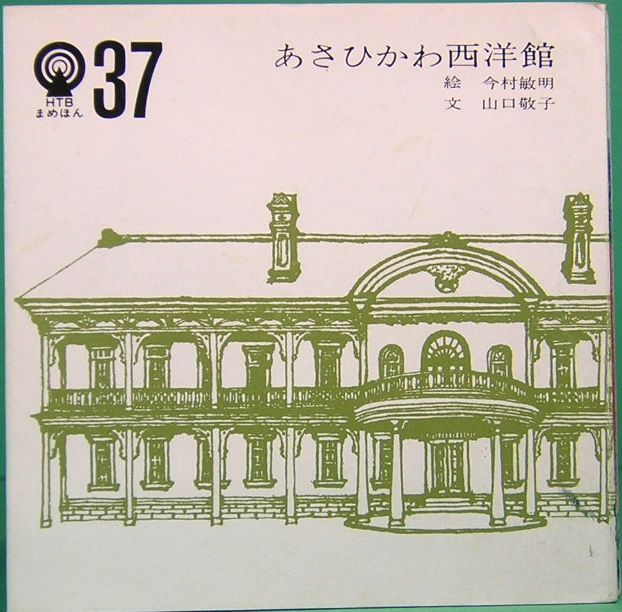 HTB
まめほん
37
あさひかわ西洋館
絵 今村敏明
文 山口敬子